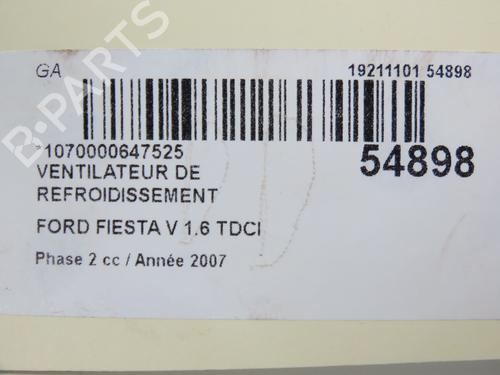 GA
19211101 54898
*1070000647525
54898
VENTILATEUR DE
REFROIDISSEMENT
FORD FIESTA V 1.6 TDCI
Phase 2 cc / Année 2007
B-PARTS